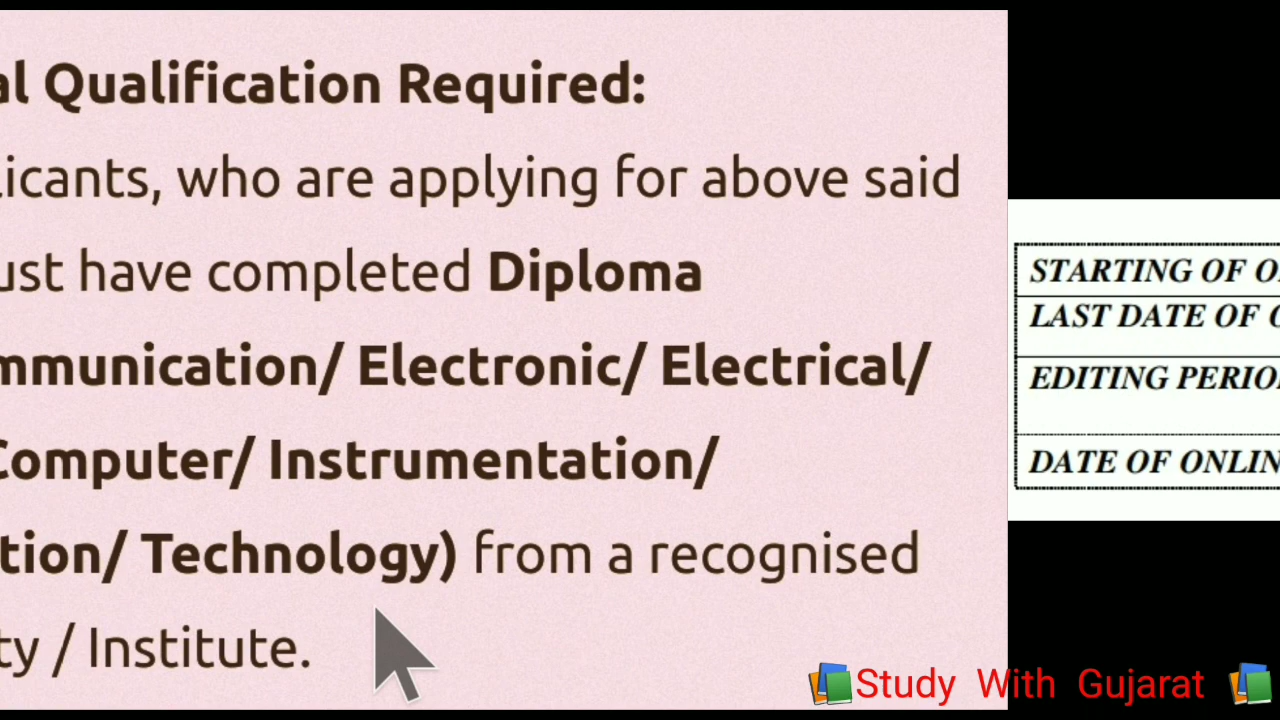 al Qualification Required:
licants, who are applying for above said
ust have completed Diploma
mmunication/ Electronic/ Electrical/
Computer/ Instrumentation/
tion/ Technology) from a recognised
ty / Institute.
STARTING OF O
LAST DATE OF O
EDITING PERIO
DATE OF ONLIN
Study With Gujarat